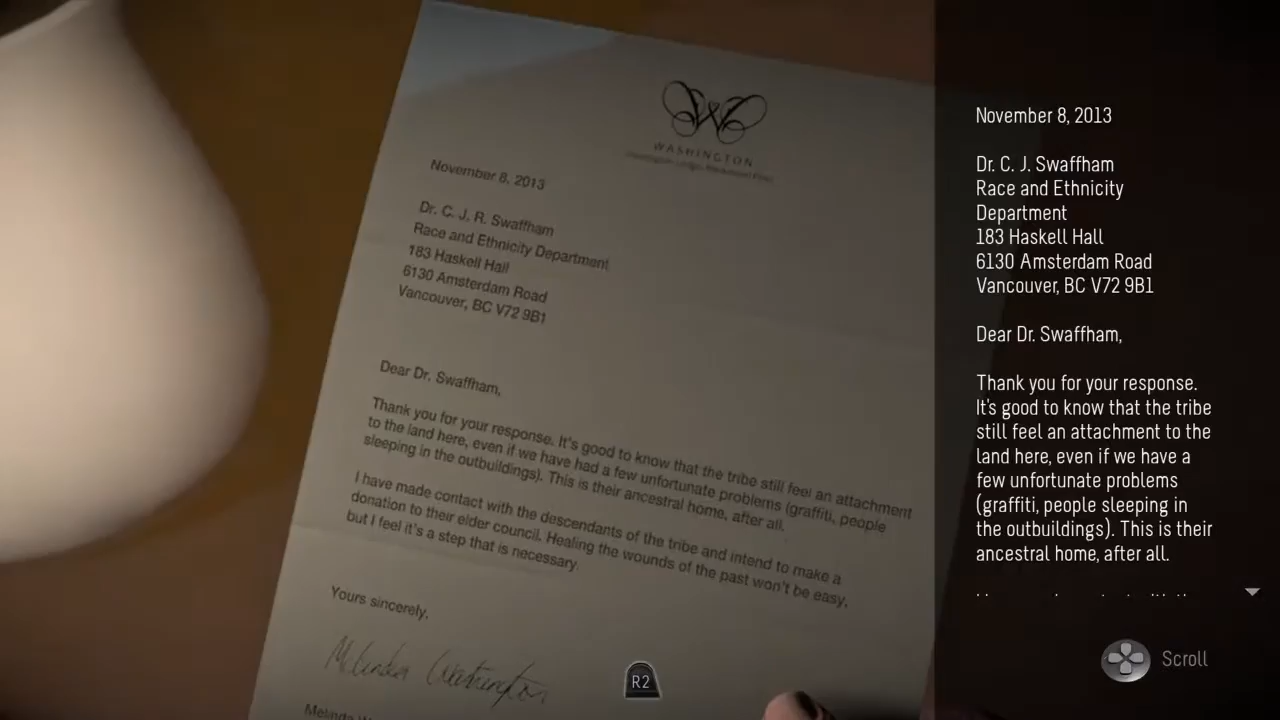 WASHINGTON
November 8, 2013
Dr. C. J. R. Swaffham
Race and Ethnicity Department
183 Haskell Hall
6130 Amsterdam Road
Vancouver, BC V72 9B1
Dear Dr. Swaffham,
Thank you for your response. It's good to know that the tribe still feel an attachment
to the land here, even if we have had a few unfortunate problems (graffiti, people
sleeping in the outbuildings). This is their ancestral home, after all.
I have made contact with the descendants of the tribe and intend to make a
donation to their elder council. Healing the wounds of the past won't be easy,
but I feel it's a step that is necessary.
Yours sincerely,
Melinda Washington
Melinda
R2
November 8, 2013
Dr. C. J. Swaffham
Race and Ethnicity
Department
183 Haskell Hall
6130 Amsterdam Road
Vancouver, BC V72 9B1
Dear Dr. Swaffham,
Thank you for your response.
It's good to know that the tribe
still feel an attachment to the
land here, even if we have a
few unfortunate problems
(graffiti, people sleeping in
the outbuildings). This is their
ancestral home, after all.
Scroll